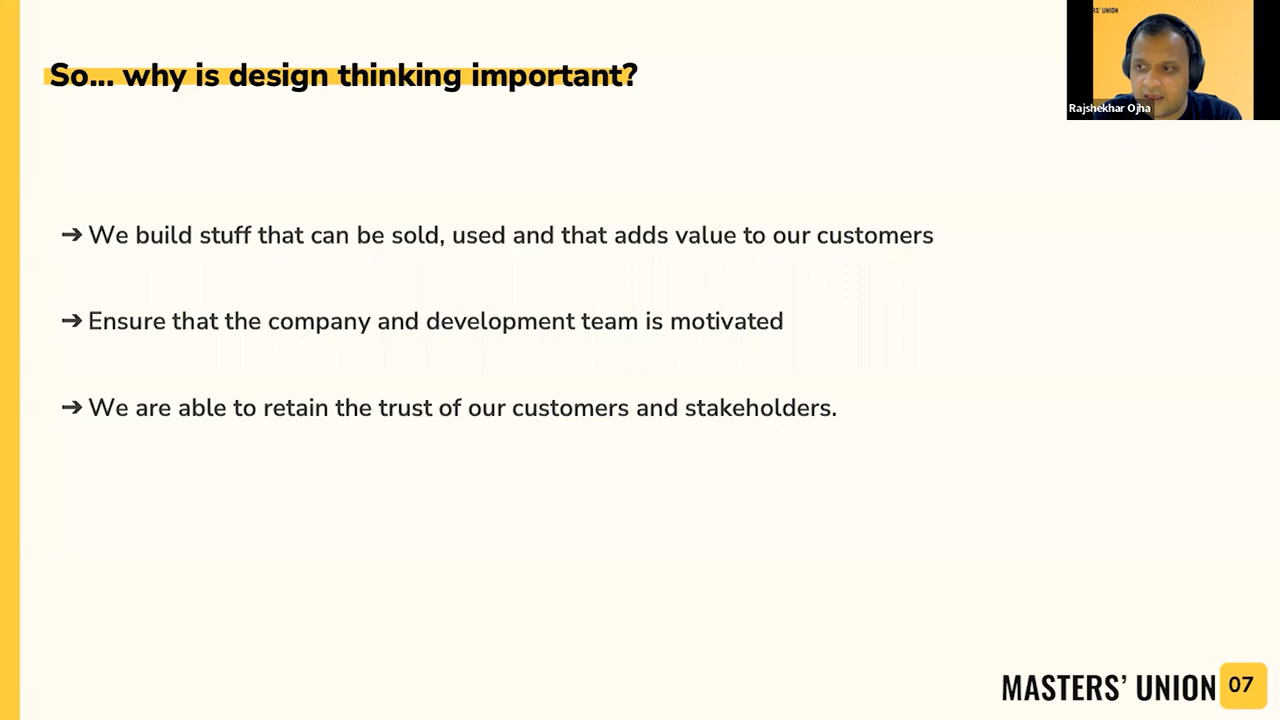 So... why is design thinking important?
RS' UNION
Rajshekhar Ojha
➔ We build stuff that can be sold, used and that adds value to our customers
➔ Ensure that the company and development team is motivated
➔ We are able to retain the trust of our customers and stakeholders.
MASTERS' UNION 07